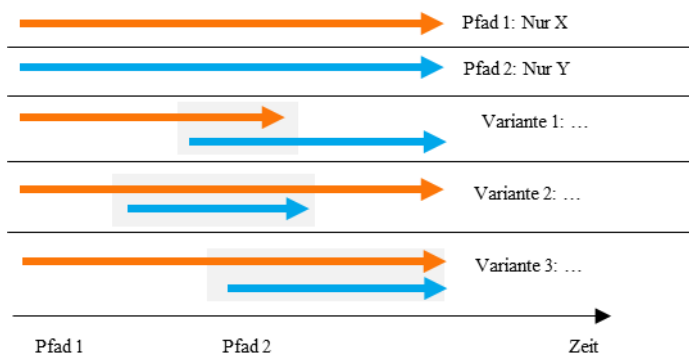 Pfad 1: Nur X
Pfad 2: Nur Y
Variante 1: …
Variante 2: …
Variante 3: …
Pfad 1 Pfad 2 Zeit